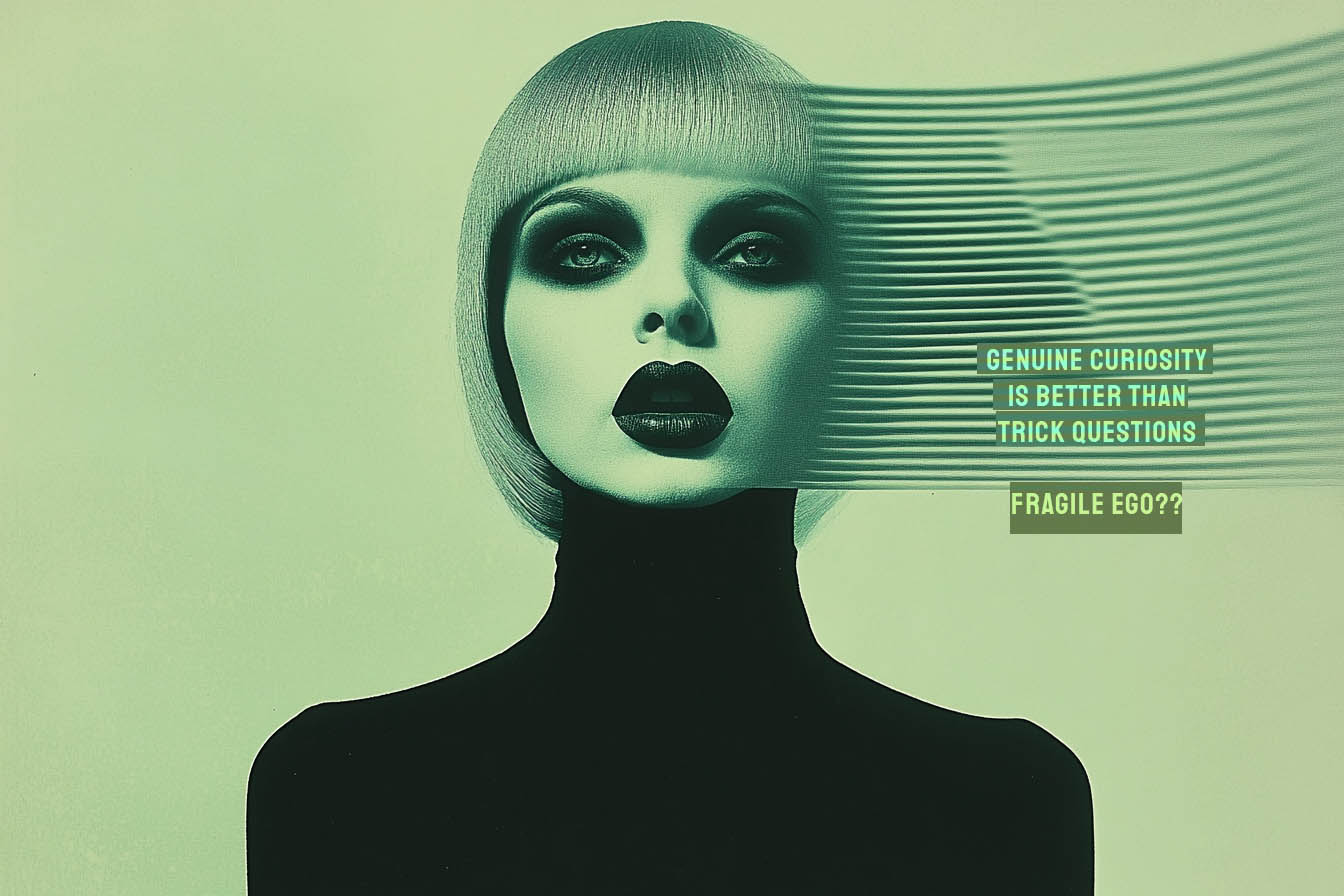 GENUINE CURIOSITY
IS BETTER THAN
TRICK QUESTIONS
FRAGILE EGO??